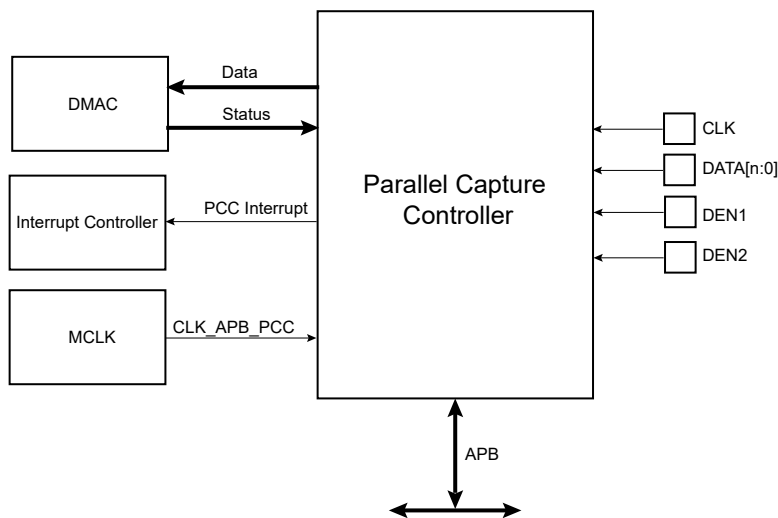 DMAC
Data
Status
Interrupt Controller
PCC Interrupt
MCLK
CLK_APB_PCC
Parallel Capture
Controller
CLK
DATA[n:0]
DEN1
DEN2
APB